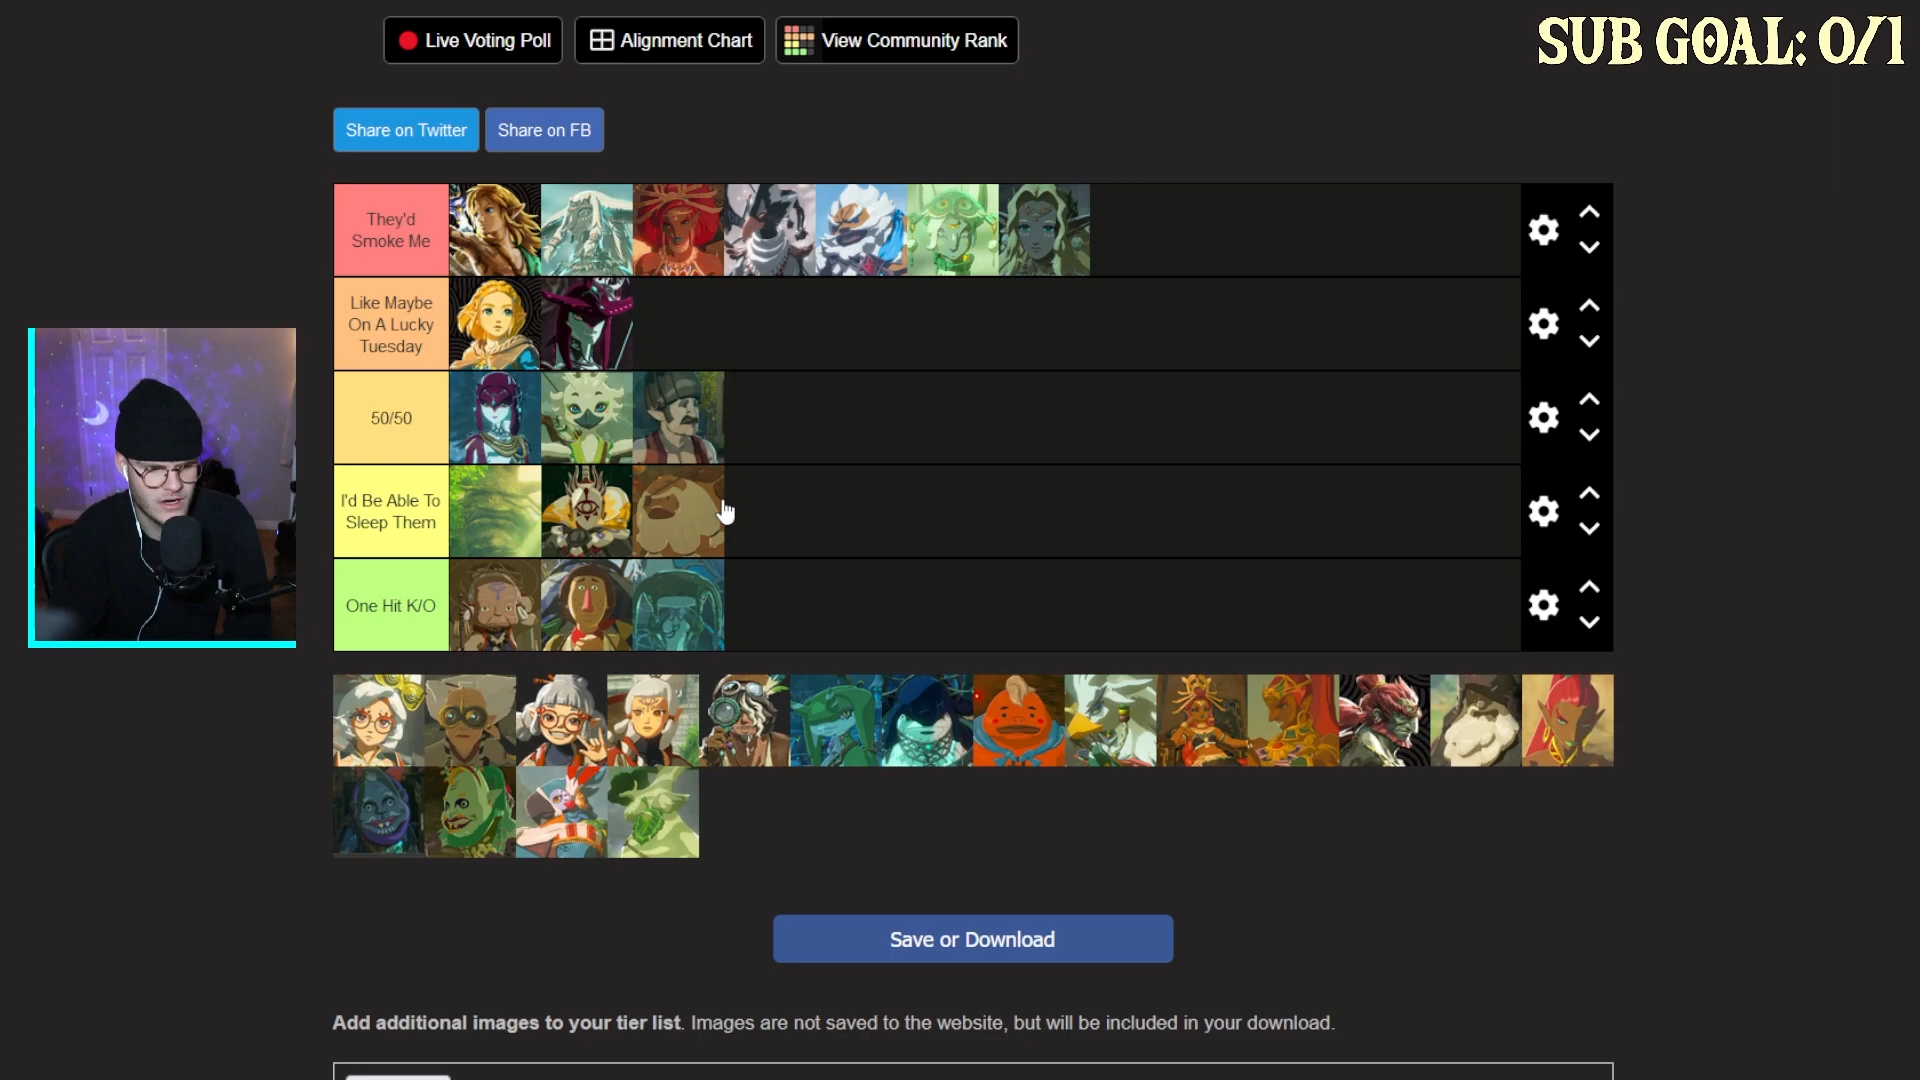 Live Voting Poll
Alignment Chart
View Community Rank
SUB GOAL: 0/1
Share on Twitter
Share on FB
They'd
Smoke Me
Like Maybe
On A Lucky
Tuesday
50/50
I'd Be Able To
Sleep Them
One Hit K/O
Save or Download
Add additional images to your tier list. Images are not saved to the website, but will be included in your download.